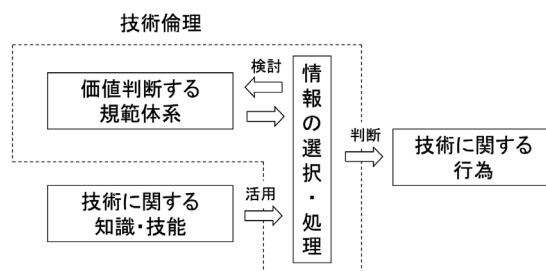 技術倫理
価値判断する
規範体系
検討
情報の選択・処理
判断
技術に関する
行為
技術に関する
知識・技能
活用